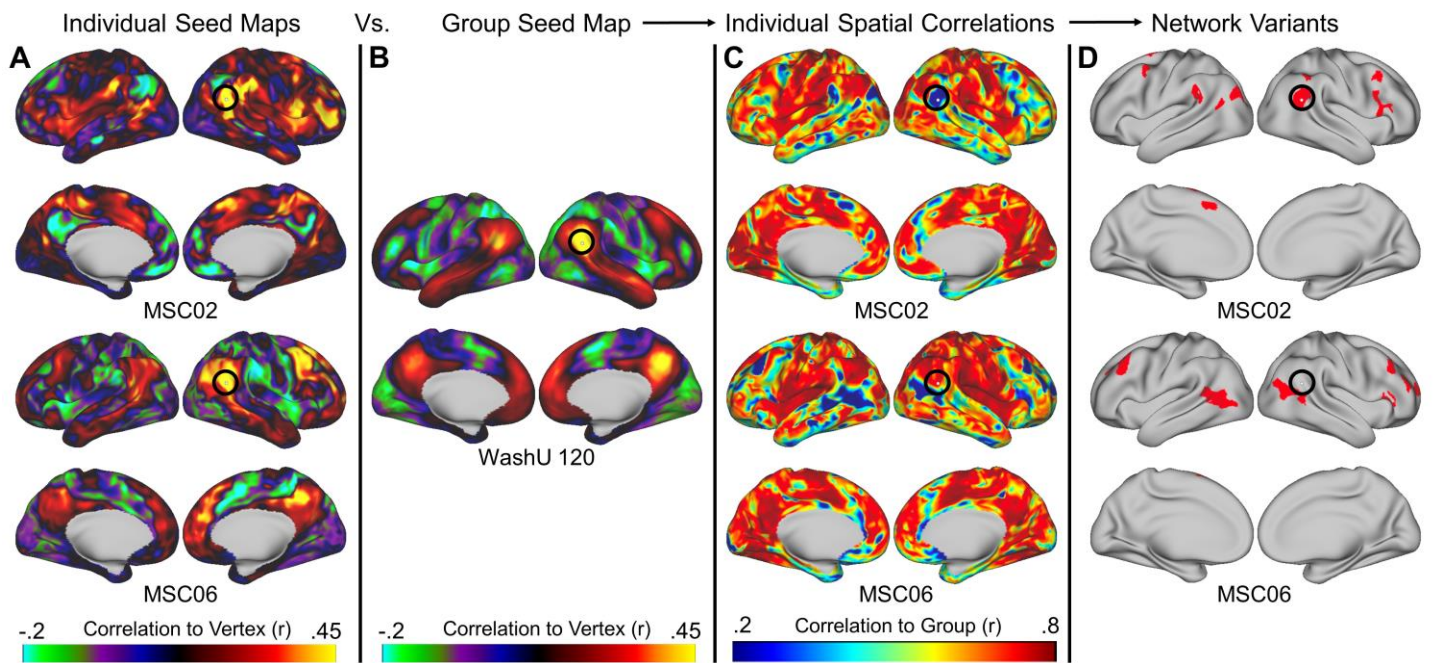 Individual Seed Maps Vs. Group Seed Map Individual Spatial Correlations Network Variants
A B C D
MSC02 MSC02 MSC02
WashU 120
MSC06 MSC06 MSC06
-.2 Correlation to Vertex (r) .45 -.2 Correlation to Vertex (r) .45 .2 Correlation to Group (r) .8